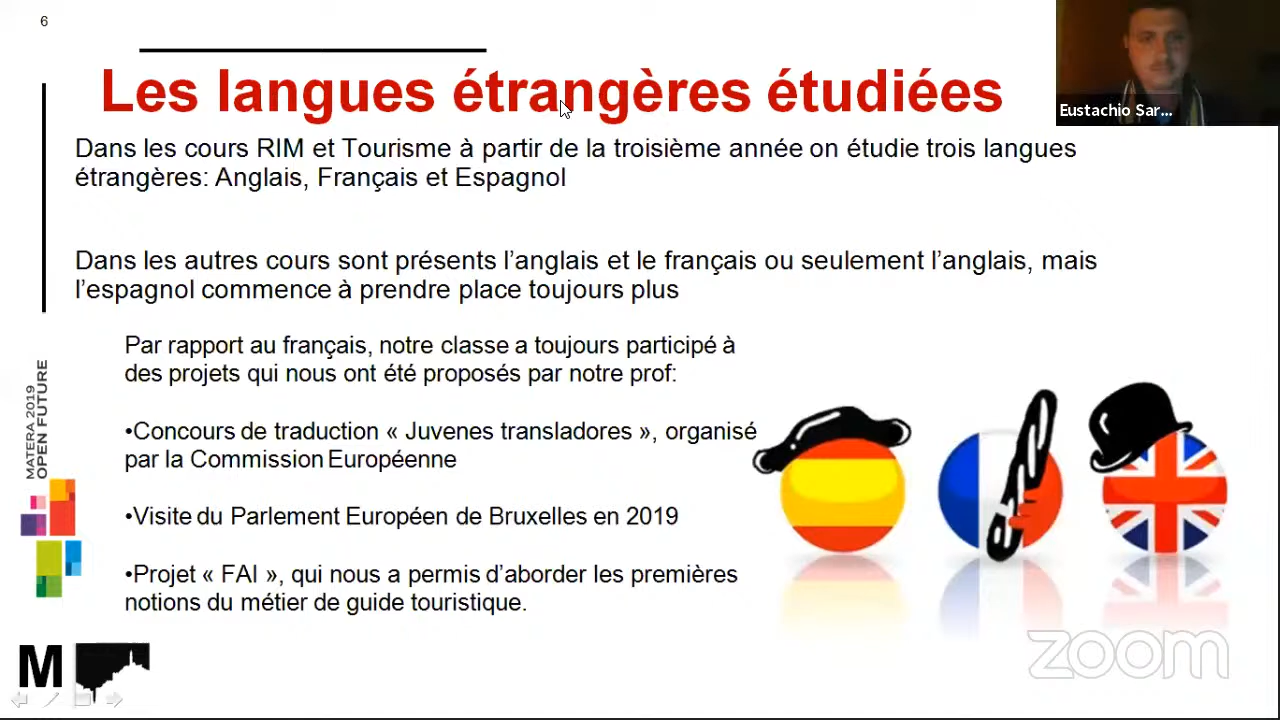 6
Les langues étrangères étudiées
Eustachio Sar...
Dans les cours RIM et Tourisme à partir de la troisième année on étudie trois langues
étrangères: Anglais, Français et Espagnol
Dans les autres cours sont présents l’anglais et le français ou seulement l’anglais, mais
l’espagnol commence à prendre place toujours plus
Par rapport au français, notre classe a toujours participé à
des projets qui nous ont été proposés par notre prof:
•Concours de traduction « Juvenes transladores », organisé
par la Commission Européenne
•Visite du Parlement Européen de Bruxelles en 2019
•Projet « FAI », qui nous a permis d’aborder les premières
notions du métier de guide touristique.
MATERA 2019
OPEN FUTURE
M
zoom